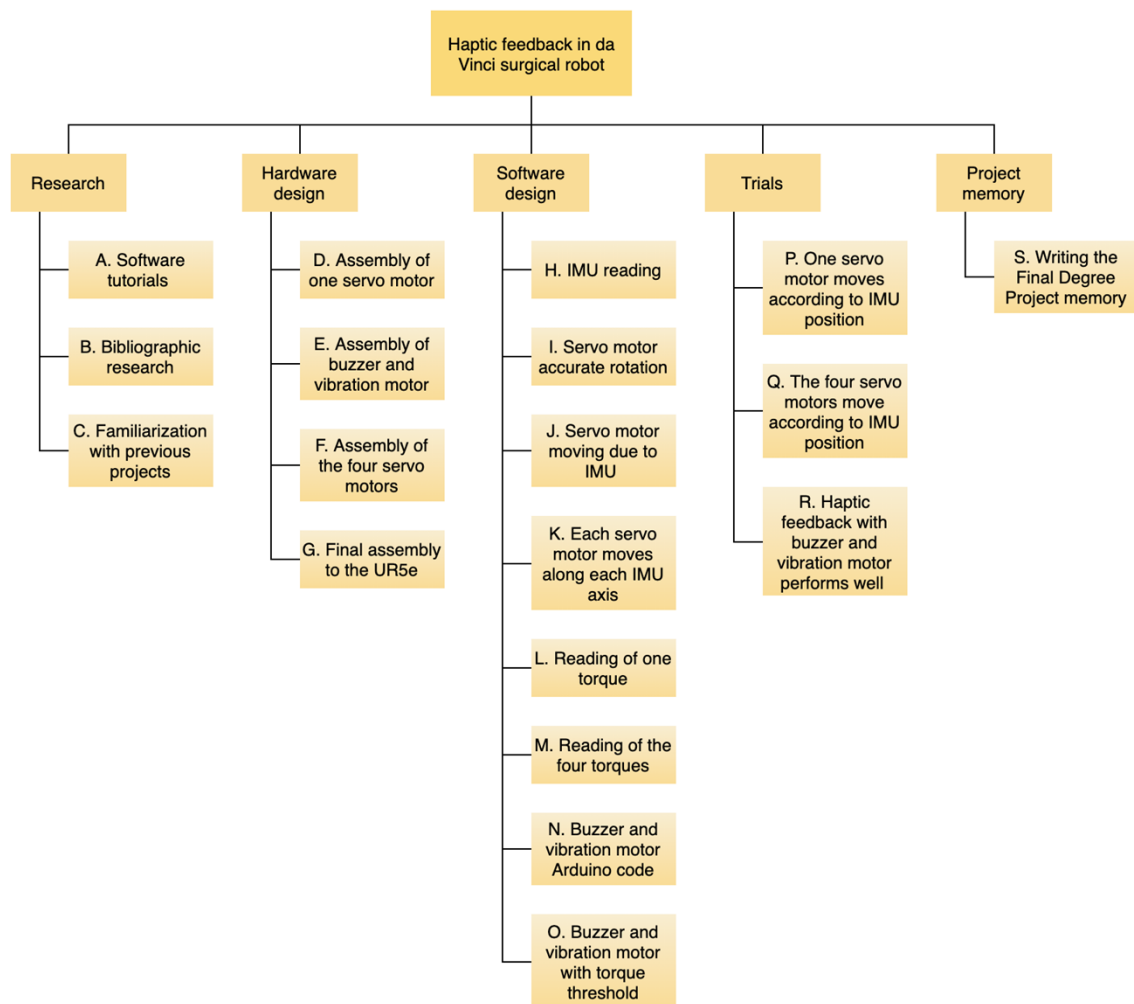 Haptic feedback in da
Vinci surgical robot
Research
Hardware
design
Software
design
Trials
Project
memory
A. Software
tutorials
B. Bibliographic
research
C. Familiarization
with previous
projects
D. Assembly of
one servo motor
E. Assembly of
buzzer and
vibration motor
F. Assembly of
the four servo
motors
G. Final assembly
to the UR5e
H. IMU reading
I. Servo motor
accurate rotation
J. Servo motor
moving due to
IMU
K. Each servo
motor moves
along each IMU
axis
L. Reading of one
torque
M. Reading of the
four torques
N. Buzzer and
vibration motor
Arduino code
O. Buzzer and
vibration motor
with torque
threshold
P. One servo
motor moves
according to IMU
position
Q. The four servo
motors move
according to IMU
position
R. Haptic
feedback with
buzzer and
vibration motor
performs well
S. Writing the
Final Degree
Project memory